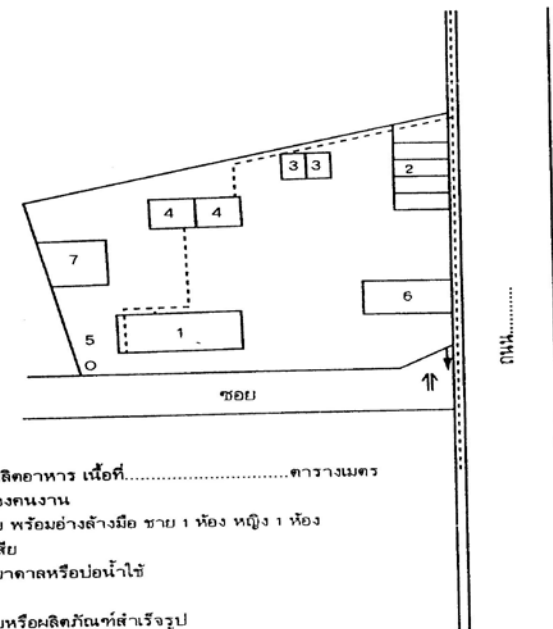 3 3
2
4 4
7
6
5
1
ซอย
ถนน............
ลิตอาหาร เนื้อที่................................ตารางเมตร
งคนงาน
พร้อมอ่างล้างมือ ชาย 1 ห้อง หญิง 1 ห้อง
สีย
าดาลหรือบ่อน้ำใช้
หรือผลิตภัณฑ์สำเร็จรูป